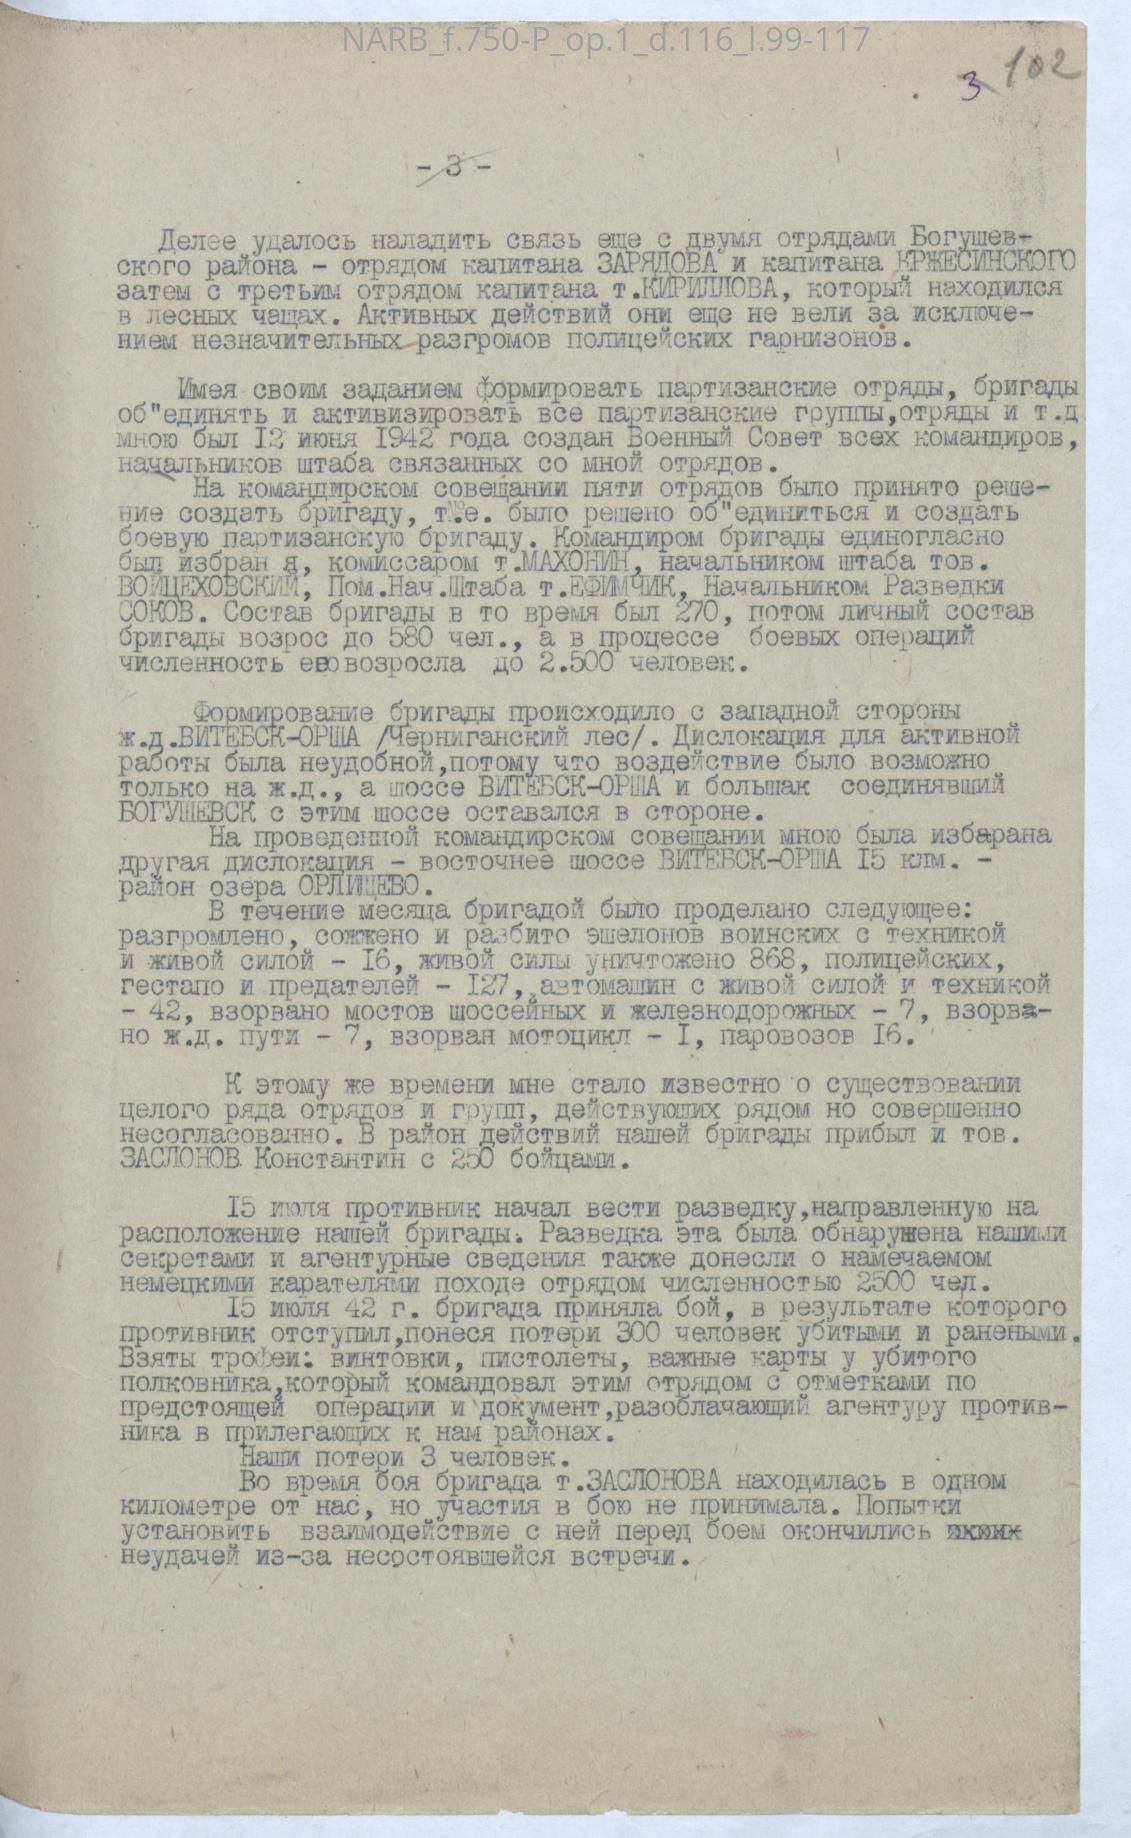 NARB_f.750-P_op.1_d.116_l.99-117
3 102
- 3 -
Делее удалось наладить связь еще с двумя отрядами Богушев-
ского района - отрядом капитана ЗАРЯДОВА и капитана КРЖЕСИНСКОГО
затем с третьим отрядом капитана т.КИРИЛЛОВА, который находился
в лесных чащах. Активных действий они еще не вели за исключе-
нием незначительных разгромов полицейских гарнизонов.
Имея своим заданием формировать партизанские отряды, бригады
об"единять и активизировать все партизанские группы,отряды и т.д
мною был 12 июня 1942 года создан Военный Совет всех командиров,
начальников штаба связанных со мной отрядов.
На командирском совещании пяти отрядов было принято реше-
ние создать бригаду, т.е. было решено об"единиться и создать
боевую партизанскую бригаду. Командиром бригады единогласно
был избран я, комиссаром т.МАХОНИН, начальником штаба тов.
ВОЙЦЕХОВСКИЙ, Пом.Нач.Штаба т.ЕФИМЧИК, Начальником Разведки
СОКОВ. Состав бригады в то время был 270, потом личный состав
бригады возрос до 580 чел., а в процессе боевых операций
численность его возросла до 2.500 человек.
Формирование бригады происходило с западной стороны
ж.д.ВИТЕБСК-ОРША /Черниганский лес/. Дислокация для активной
работы была неудобной,потому что воздействие было возможно
только на ж.д., а шоссе ВИТЕБСК-ОРША и большак соединявший
БОГУШЕВСК с этим шоссе оставался в стороне.
На проведенной командирском совещании мною была избарана
другая дислокация - восточнее шоссе ВИТЕБСК-ОРША 15 клм. -
район озера ОРЛИЩЕВО.
В течение месяца бригадой было проделано следующее:
разгромлено, сожжено и разбито эшелонов воинских с техникой
и живой силой - 16, живой силы уничтожено 868, полицейских,
гестапо и предателей - 127, автомашин с живой силой и техникой
- 42, взорвано мостов шоссейных и железнодорожных - 7, взорва-
но ж.д. пути - 7, взорван мотоцикл - 1, паровозов 16.
К этому же времени мне стало известно о существовании
целого ряда отрядов и групп, действующих рядом но совершенно
несогласованно. В район действий нашей бригады прибыл и тов.
ЗАСЛОНОВ Константин с 250 бойцами.
15 июля противник начал вести разведку,направленную на
расположение нашей бригады. Разведка эта была обнаружена нашими
секретами и агентурные сведения также донесли о намечаемом
немецкими карателями походе отрядом численностью 2500 чел.
15 июля 42 г. бригада приняла бой, в результате которого
противник отступил,понеся потери 300 человек убитыми и ранеными.
Взяты трофеи: винтовки, пистолеты, важные карты у убитого
полковника,который командовал этим отрядом с отметками по
предстоящей операции и документ,разоблачающий агентуру против-
ника в прилегающих к нам районах.
Наши потери 3 человек.
Во время боя бригада т.ЗАСЛОНОВА находилась в одном
километре от нас, но участия в бою не принимала. Попытки
установить взаимодействие с ней перед боем окончились
неудачей из-за несостоявшейся встречи.